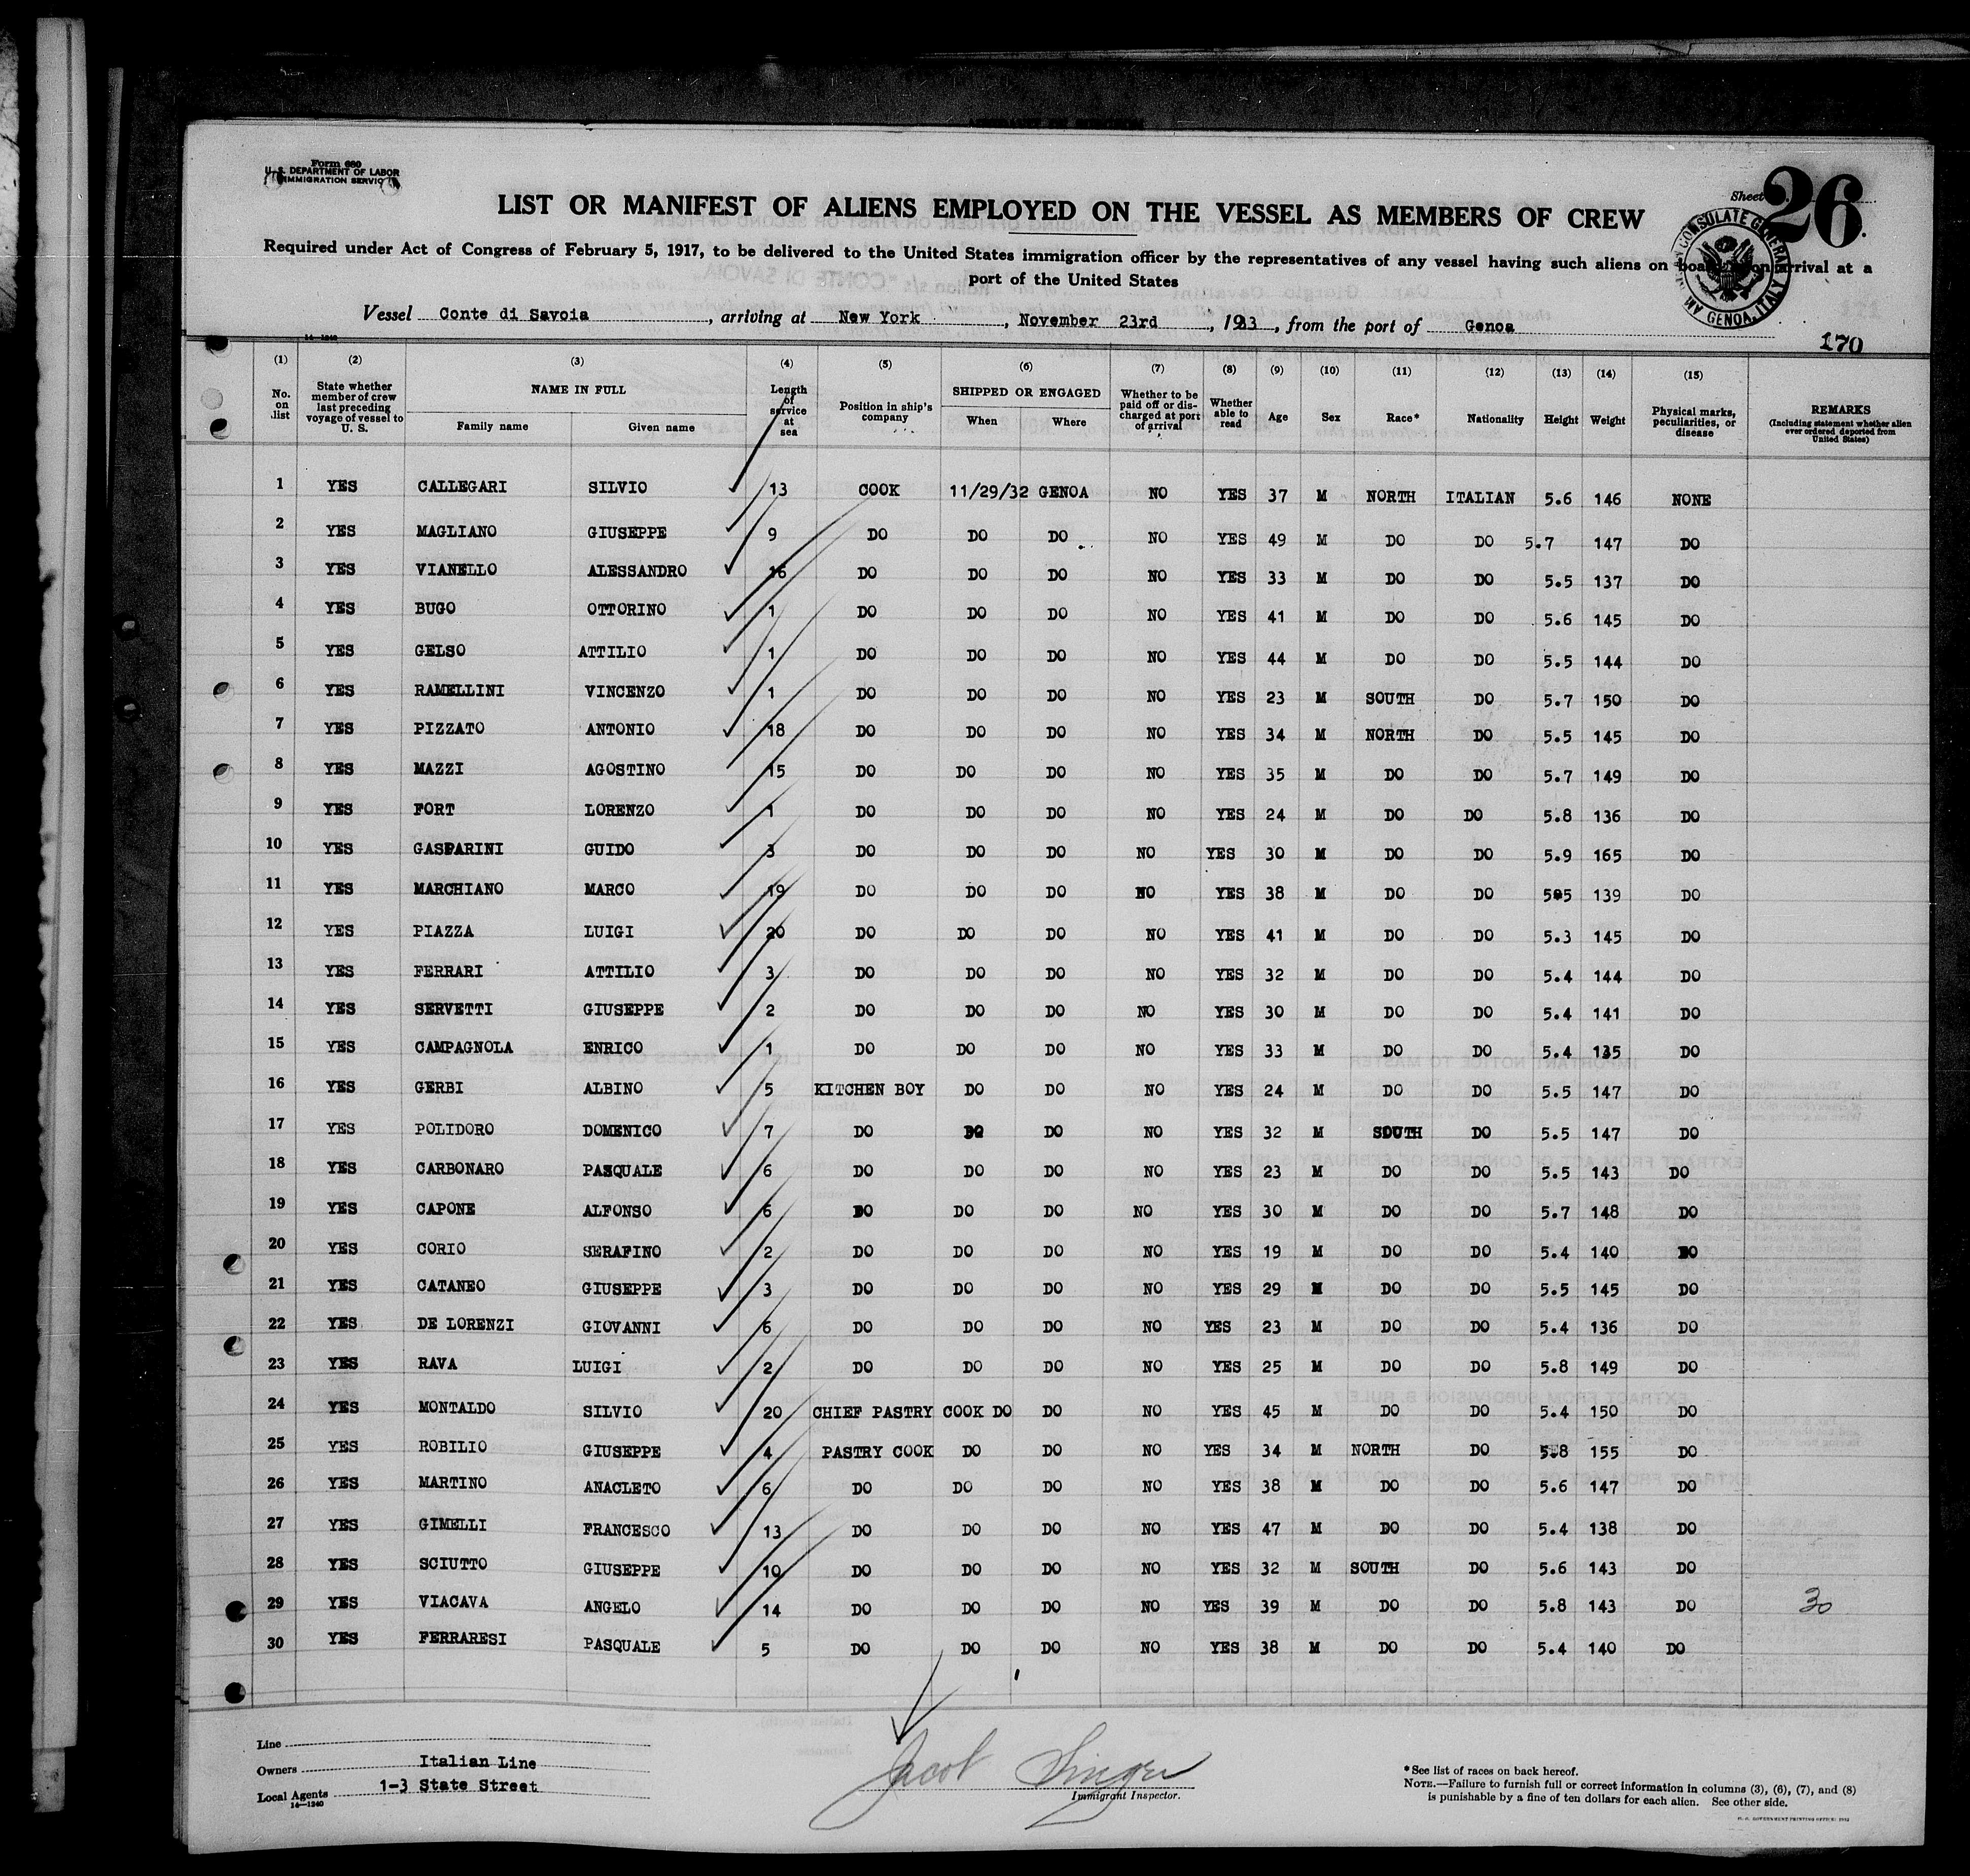 Form 680
U. S. DEPARTMENT OF LABOR
IMMIGRATION SERVICE
Sheet 26
LIST OR MANIFEST OF ALIENS EMPLOYED ON THE VESSEL AS MEMBERS OF CREW
Required under Act of Congress of February 5, 1917, to be delivered to the United States immigration officer by the representatives of any vessel having such aliens on board upon arrival at a
port of the United States
CONSULATE GENERAL
GENOA, ITALY
Vessel Conte di Savoia, arriving at New York, November 23rd, 1933, from the port of Genoa
14—1240
170
(1) (2) (3) (4) (5) (6) (7) (8) (9) (10) (11) (12) (13) (14) (15)
No. on list | State whether member of crew last preceding voyage of vessel to U. S. | NAME IN FULL Family name Given name | Length of service at sea | Position in ship's company | SHIPPED OR ENGAGED When Where | Whether to be paid off or discharged at port of arrival | Whether able to read | Age | Sex | Race* | Nationality | Height | Weight | Physical marks, peculiarities, or disease | REMARKS (Including statement whether alien ever ordered deported from United States)
1 YES CALLEGARI SILVIO 13 COOK 11/29/32 GENOA NO YES 37 M NORTH ITALIAN 5.6 146 NONE
2 YES MAGLIANO GIUSEPPE 9 DO DO DO NO YES 49 M DO DO 5.7 147 DO
3 YES VIANELLO ALESSANDRO 16 DO DO DO NO YES 33 M DO DO 5.5 137 DO
4 YES BUGO OTTORINO 1 DO DO DO NO YES 41 M DO DO 5.6 145 DO
5 YES GELSO ATTILIO 1 DO DO DO NO YES 44 M DO DO 5.5 144 DO
6 YES RAMELLINI VINCENZO 1 DO DO DO NO YES 23 M SOUTH DO 5.7 150 DO
7 YES PIZZATO ANTONIO 18 DO DO DO NO YES 34 M NORTH DO 5.5 145 DO
8 YES MAZZI AGOSTINO 15 DO DO DO NO YES 35 M DO DO 5.7 149 DO
9 YES FORT LORENZO 1 DO DO DO NO YES 24 M DO DO 5.8 136 DO
10 YES GASPARINI GUIDO 3 DO DO DO NO YES 30 M DO DO 5.9 165 DO
11 YES MARCHIANO MARCO 19 DO DO DO NO YES 38 M DO DO 5.5 139 DO
12 YES PIAZZA LUIGI 20 DO DO DO NO YES 41 M DO DO 5.3 145 DO
13 YES FERRARI ATTILIO 3 DO DO DO NO YES 32 M DO DO 5.4 144 DO
14 YES SERVETTI GIUSEPPE 2 DO DO DO NO YES 30 M DO DO 5.4 141 DO
15 YES CAMPAGNOLA ENRICO 1 DO DO DO NO YES 33 M DO DO 5.4 135 DO
16 YES GERBI ALBINO 5 KITCHEN BOY DO DO NO YES 24 M DO DO 5.5 147 DO
17 YES POLIDORO DOMENICO 7 DO DO DO NO YES 32 M SOUTH DO 5.5 147 DO
18 YES CARBONARO PASQUALE 6 DO DO DO NO YES 23 M DO DO 5.5 143 DO
19 YES CAPONE ALFONSO 6 DO DO DO NO YES 30 M DO DO 5.7 148 DO
20 YES CORIO SERAFINO 2 DO DO DO NO YES 19 M DO DO 5.4 140 DO
21 YES CATANEO GIUSEPPE 3 DO DO DO NO YES 29 M DO DO 5.5 145 DO
22 YES DE LORENZI GIOVANNI 6 DO DO DO NO YES 23 M DO DO 5.4 136 DO
23 YES RAVA LUIGI 2 DO DO DO NO YES 25 M DO DO 5.8 149 DO
24 YES MONTALDO SILVIO 20 CHIEF PASTRY COOK DO DO NO YES 45 M DO DO 5.4 150 DO
25 YES ROBILIO GIUSEPPE 4 PASTRY COOK DO DO NO YES 34 M NORTH DO 5.8 155 DO
26 YES MARTINO ANACLETO 6 DO DO DO NO YES 38 M DO DO 5.6 147 DO
27 YES GIMELLI FRANCESCO 13 DO DO DO NO YES 47 M DO DO 5.4 138 DO
28 YES SCIUTTO GIUSEPPE 10 DO DO DO NO YES 32 M SOUTH DO 5.6 143 DO
29 YES VIACAVA ANGELO 14 DO DO DO NO YES 39 M DO DO 5.8 143 DO 30
30 YES FERRARESI PASQUALE 5 DO DO DO NO YES 38 M DO DO 5.4 140 DO
Line
Owners Italian Line
Local Agents 1-3 State Street
14—1240
Jacob Singer
Immigrant Inspector.
*See list of races on back hereof.
NOTE.—Failure to furnish full or correct information in columns (3), (6), (7), and (8)
is punishable by a fine of ten dollars for each alien. See other side.